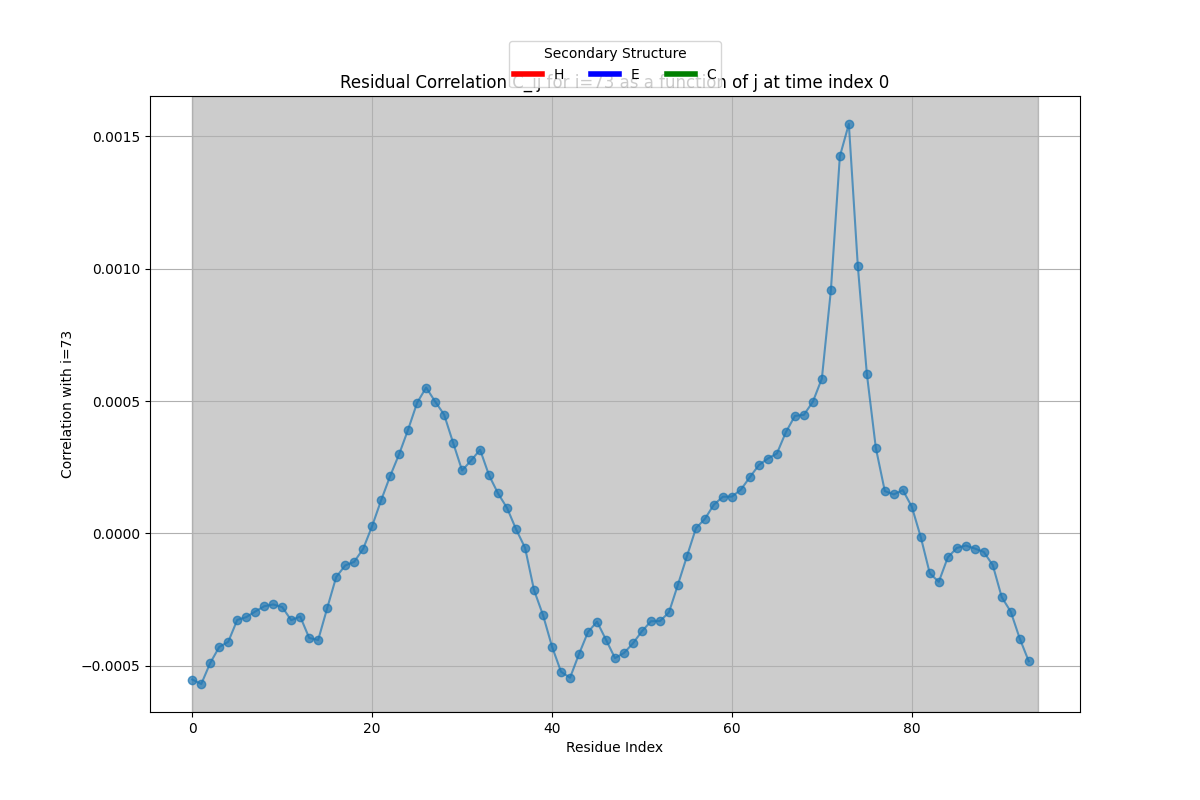 Secondary Structure
H E C
Residual Correlation C_ij for i=73 as a function of j at time index 0
0.0015
0.0010
0.0005
0.0000
−0.0005
Correlation with i=73
0 20 40 60 80
Residue Index